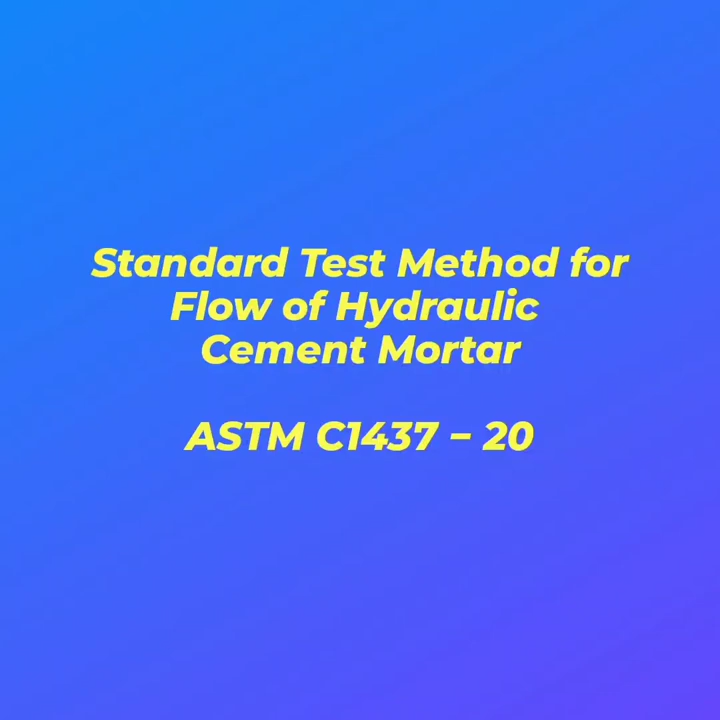 Standard Test Method for
Flow of Hydraulic
Cement Mortar
ASTM C1437 – 20